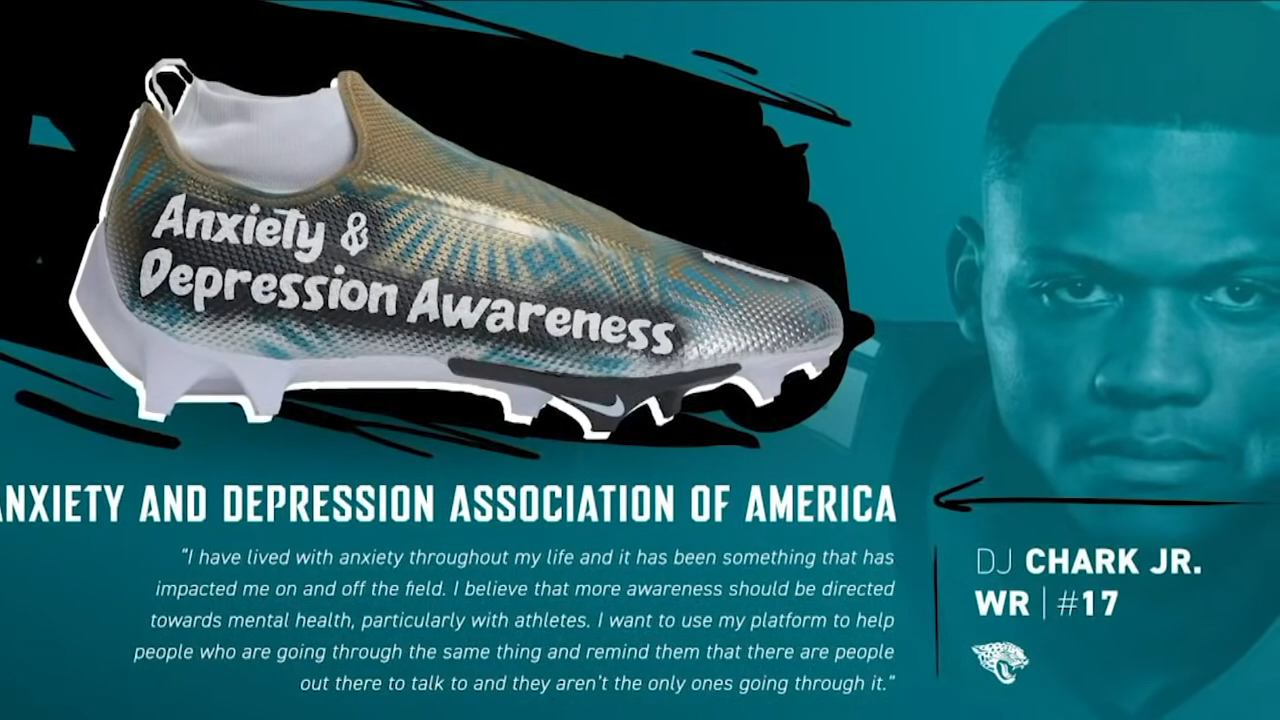 Anxiety &
Depression Awareness
ANXIETY AND DEPRESSION ASSOCIATION OF AMERICA
"I have lived with anxiety throughout my life and it has been something that has
impacted me on and off the field. I believe that more awareness should be directed
towards mental health, particularly with athletes. I want to use my platform to help
people who are going through the same thing and remind them that there are people
out there to talk to and they aren't the only ones going through it."
DJ CHARK JR.
WR | #17